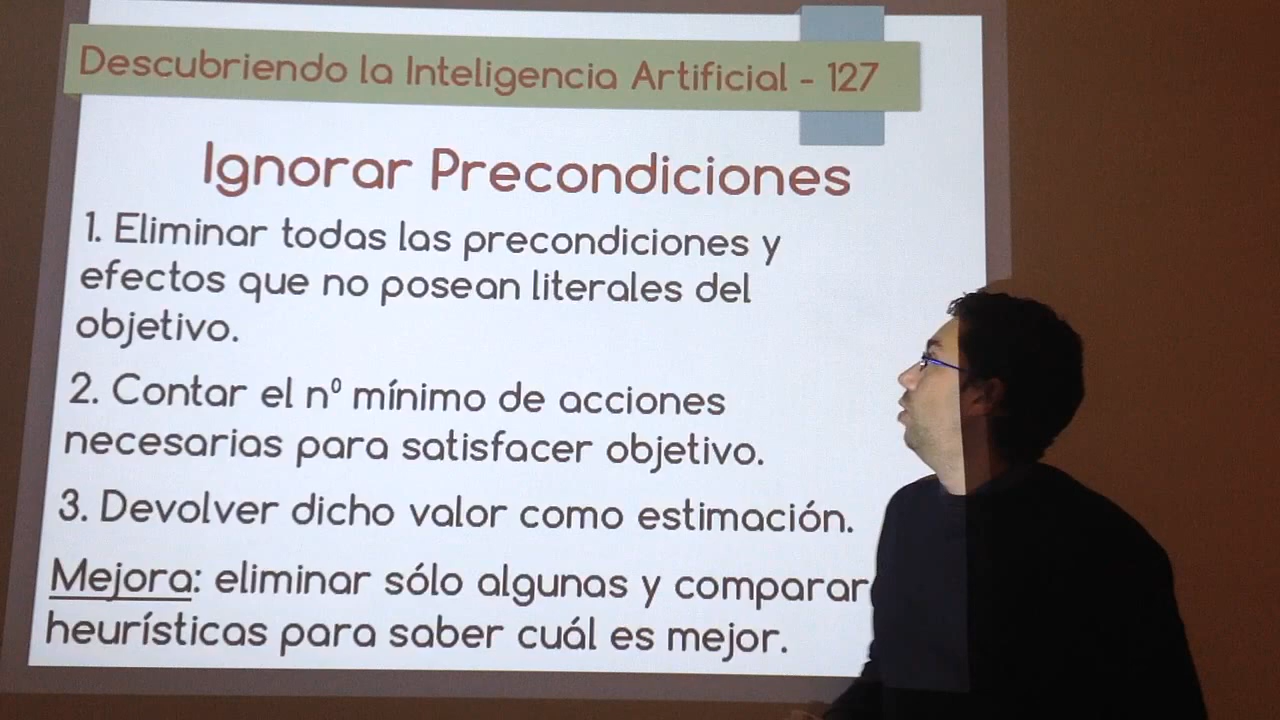 Descubriendo la Inteligencia Artificial - 127
Ignorar Precondiciones
1. Eliminar todas las precondiciones y
efectos que no posean literales del
objetivo.
2. Contar el nº mínimo de acciones
necesarias para satisfacer objetivo.
3. Devolver dicho valor como estimación.
Mejora: eliminar sólo algunas y comparar
heurísticas para saber cuál es mejor.